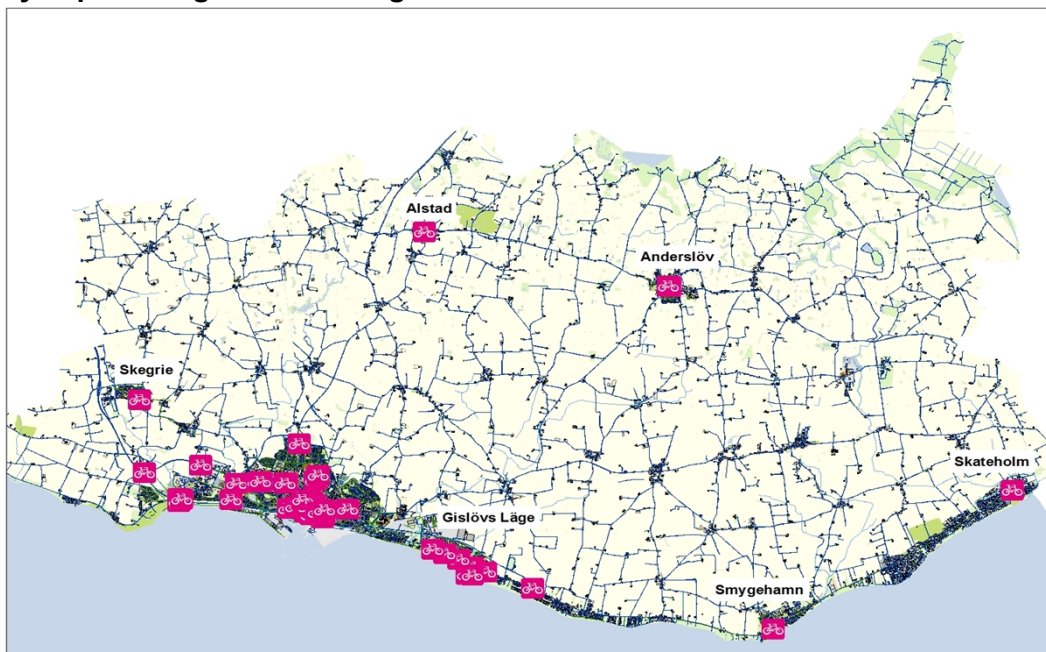 Alstad
Anderslöv
Skegrie
Skateholm
Gislövs Läge
Smygehamn